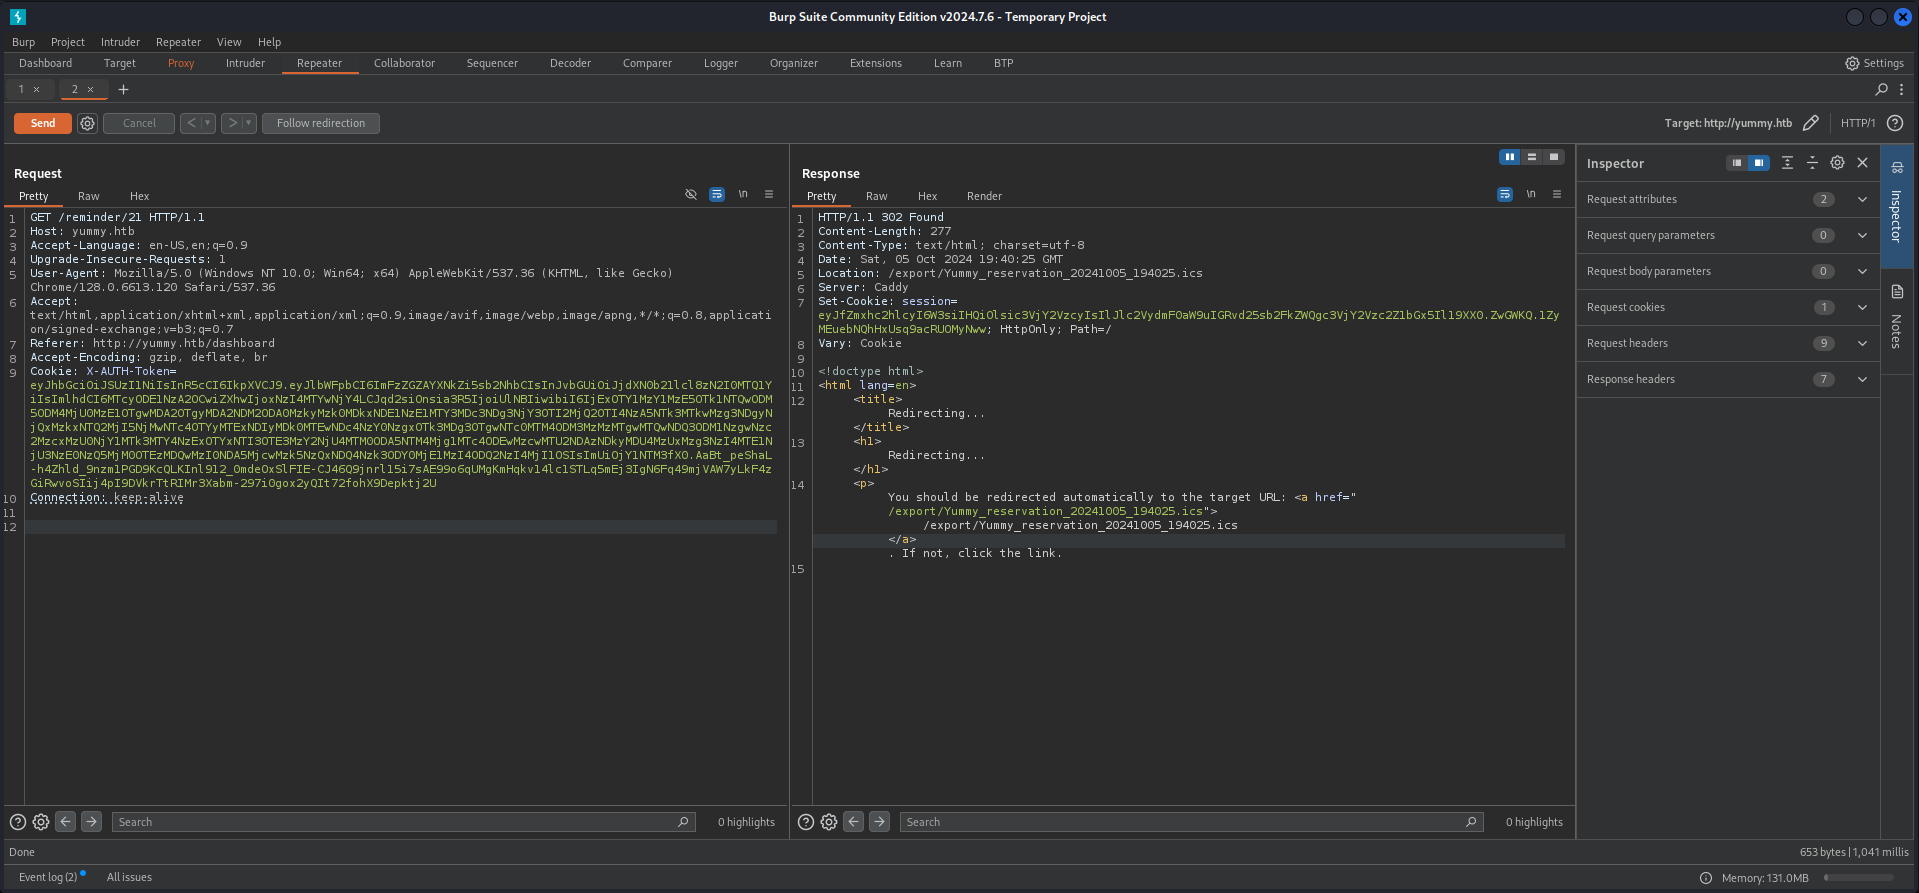 Burp Suite Community Edition v2024.7.6 - Temporary Project
Burp Project Intruder Repeater View Help
Dashboard Target Proxy Intruder Repeater Collaborator Sequencer Decoder Comparer Logger Organizer Extensions Learn BTP Settings
1 × 2 × +
Send Cancel < > Follow redirection Target: http://yummy.htb HTTP/1
Request
Pretty Raw Hex \n
1 GET /reminder/21 HTTP/1.1
2 Host: yummy.htb
3 Accept-Language: en-US,en;q=0.9
4 Upgrade-Insecure-Requests: 1
5 User-Agent: Mozilla/5.0 (Windows NT 10.0; Win64; x64) AppleWebKit/537.36 (KHTML, like Gecko)
Chrome/128.0.6613.120 Safari/537.36
6 Accept:
text/html,application/xhtml+xml,application/xml;q=0.9,image/avif,image/webp,image/apng,*/*;q=0.8,applicati
on/signed-exchange;v=b3;q=0.7
7 Referer: http://yummy.htb/dashboard
8 Accept-Encoding: gzip, deflate, br
9 Cookie: X-AUTH-Token=
10 Connection: keep-alive
11
12
Response
Pretty Raw Hex Render \n
1 HTTP/1.1 302 Found
2 Content-Length: 277
3 Content-Type: text/html; charset=utf-8
4 Date: Sat, 05 Oct 2024 19:40:25 GMT
5 Location: /export/Yummy_reservation_20241005_194025.ics
6 Server: Caddy
7 Set-Cookie: session=
; HttpOnly; Path=/
8 Vary: Cookie
9
10 <!doctype html>
11 <html lang=en>
12 <title>
Redirecting...
</title>
13 <h1>
Redirecting...
</h1>
14 <p>
You should be redirected automatically to the target URL: <a href="
/export/Yummy_reservation_20241005_194025.ics">
/export/Yummy_reservation_20241005_194025.ics
</a>
. If not, click the link.
15
Inspector
Request attributes 2
Request query parameters 0
Request body parameters 0
Request cookies 1
Request headers 9
Response headers 7
Inspector
Notes
Search 0 highlights
Search 0 highlights
Done 653 bytes | 1,041 millis
Event log (2) All issues Memory: 131.0MB